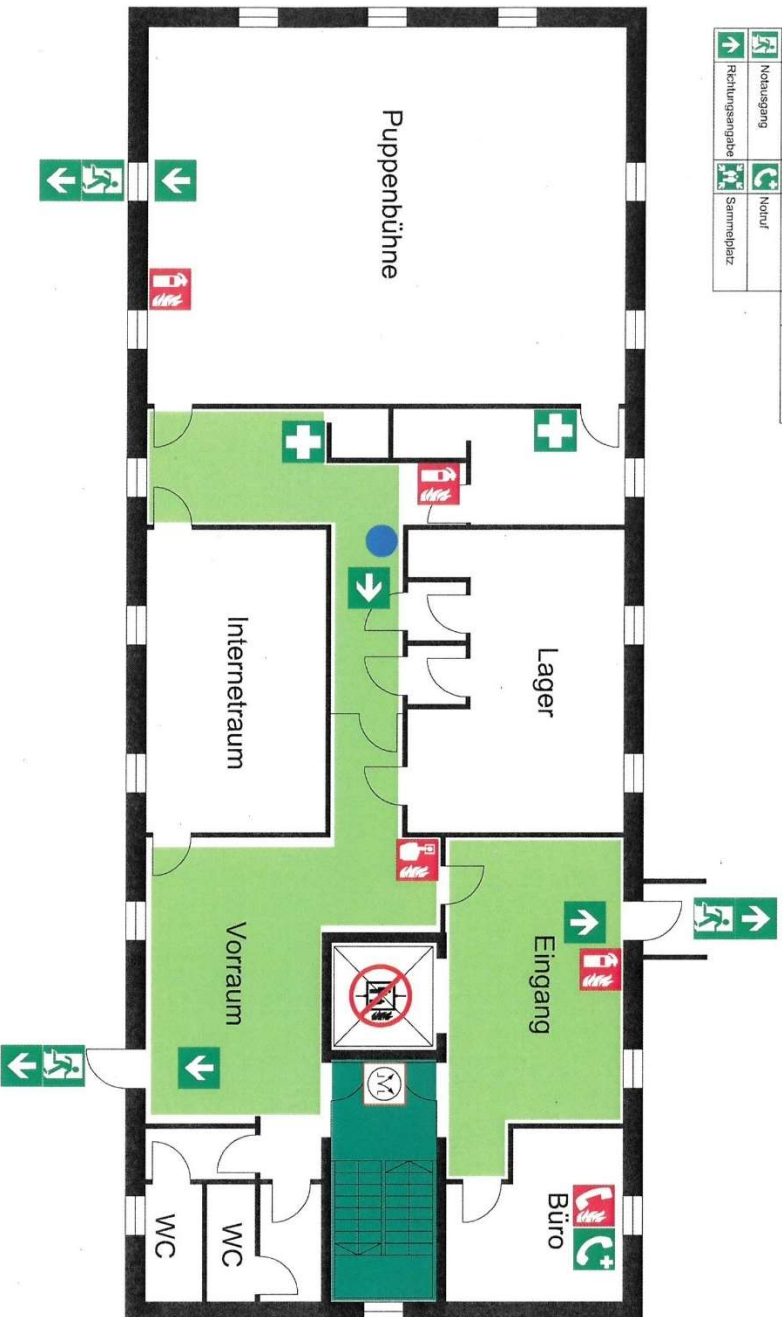 Notausgang
Notruf
Richtungsangabe
Sammelplatz
Puppenbühne
Lager
Internetraum
Eingang
Vorraum
Büro
WC
WC